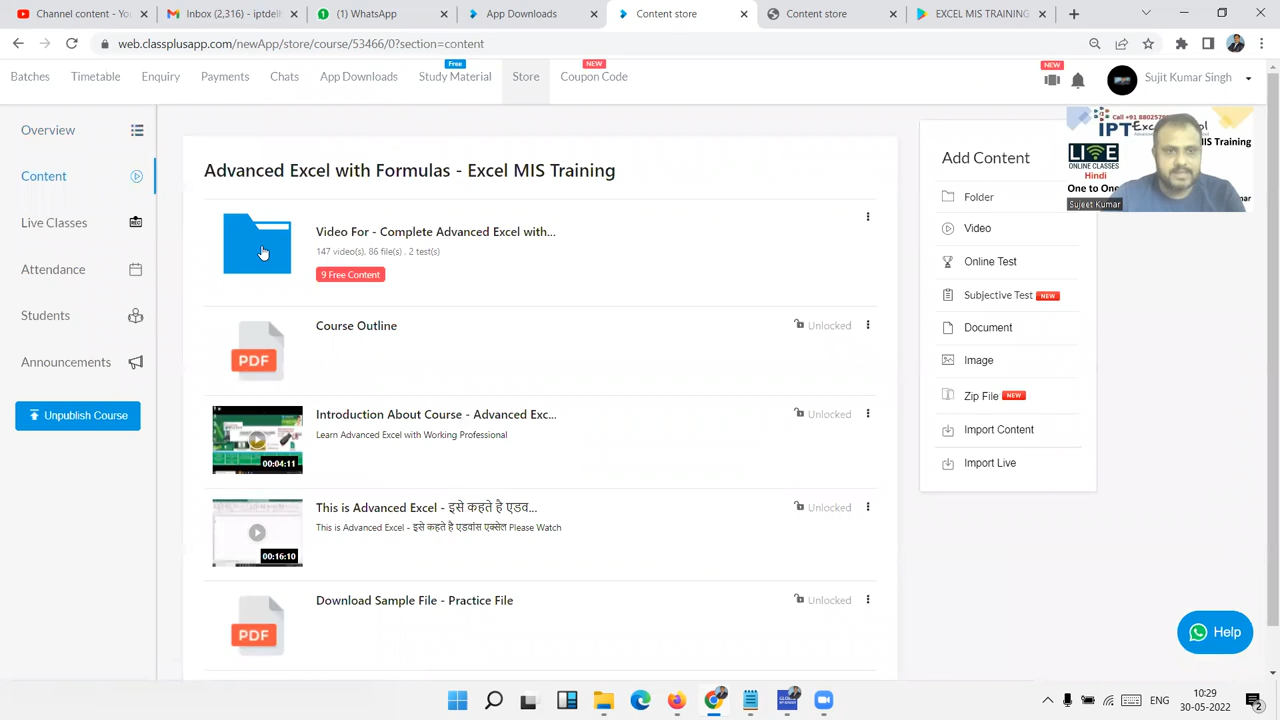 Channel content - You
Inbox (2,316) - iptdelh
(1) WhatsApp
App Downloads
Content store
Content store
EXCEL MIS TRAINING
web.classplusapp.com/newApp/store/course/53466/0?section=content
Free
NEW
NEW
Batches
Timetable
Enquiry
Payments
Chats
App downloads
Study Material
Store
Coupon Code
Sujit Kumar Singh
Overview
Content
Live Classes
Attendance
Students
Announcements
Unpublish Course
Advanced Excel with Formulas - Excel MIS Training
Video For - Complete Advanced Excel with...
147 video(s). 86 file(s) . 2 test(s)
9 Free Content
Course Outline
Unlocked
PDF
Introduction About Course - Advanced Exc...
Unlocked
Learn Advanced Excel with Working Professional
00:04:11
This is Advanced Excel - इसे कहते है एडव...
Unlocked
This is Advanced Excel - इसे कहते है एडवांस एक्सेल Please Watch
00:16:10
Download Sample File - Practice File
Unlocked
PDF
Add Content
Folder
Video
Online Test
Subjective Test NEW
Document
Image
Zip File NEW
Import Content
Import Live
IPT
LIVE
ONLINE CLASSES
Hindi
One to One
MIS Training
Sujeet Kumar
Help
ENG
10:29
30-05-2022
2